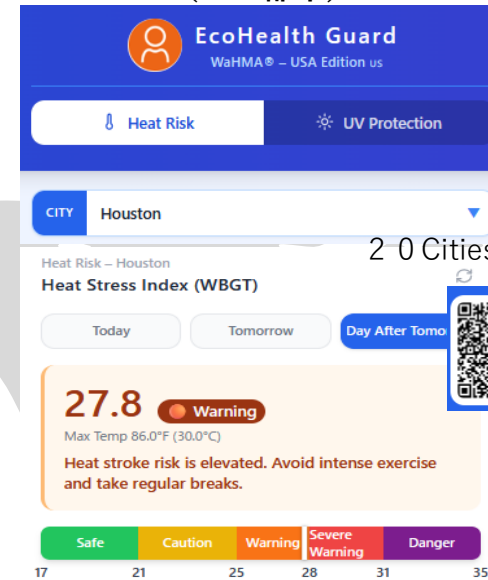 EcoHealth Guard
WaHMA® – USA Edition us
Heat Risk
UV Protection
CITY
Houston
2 0 Cities
Heat Risk – Houston
Heat Stress Index (WBGT)
Today
Tomorrow
Day After
27.8
Warning
Max Temp 86.0°F (30.0°C)
Heat stroke risk is elevated. Avoid intense exercise
and take regular breaks.
Safe
Caution
Warning
Severe
Warning
Danger
17 21 25 28 31 35